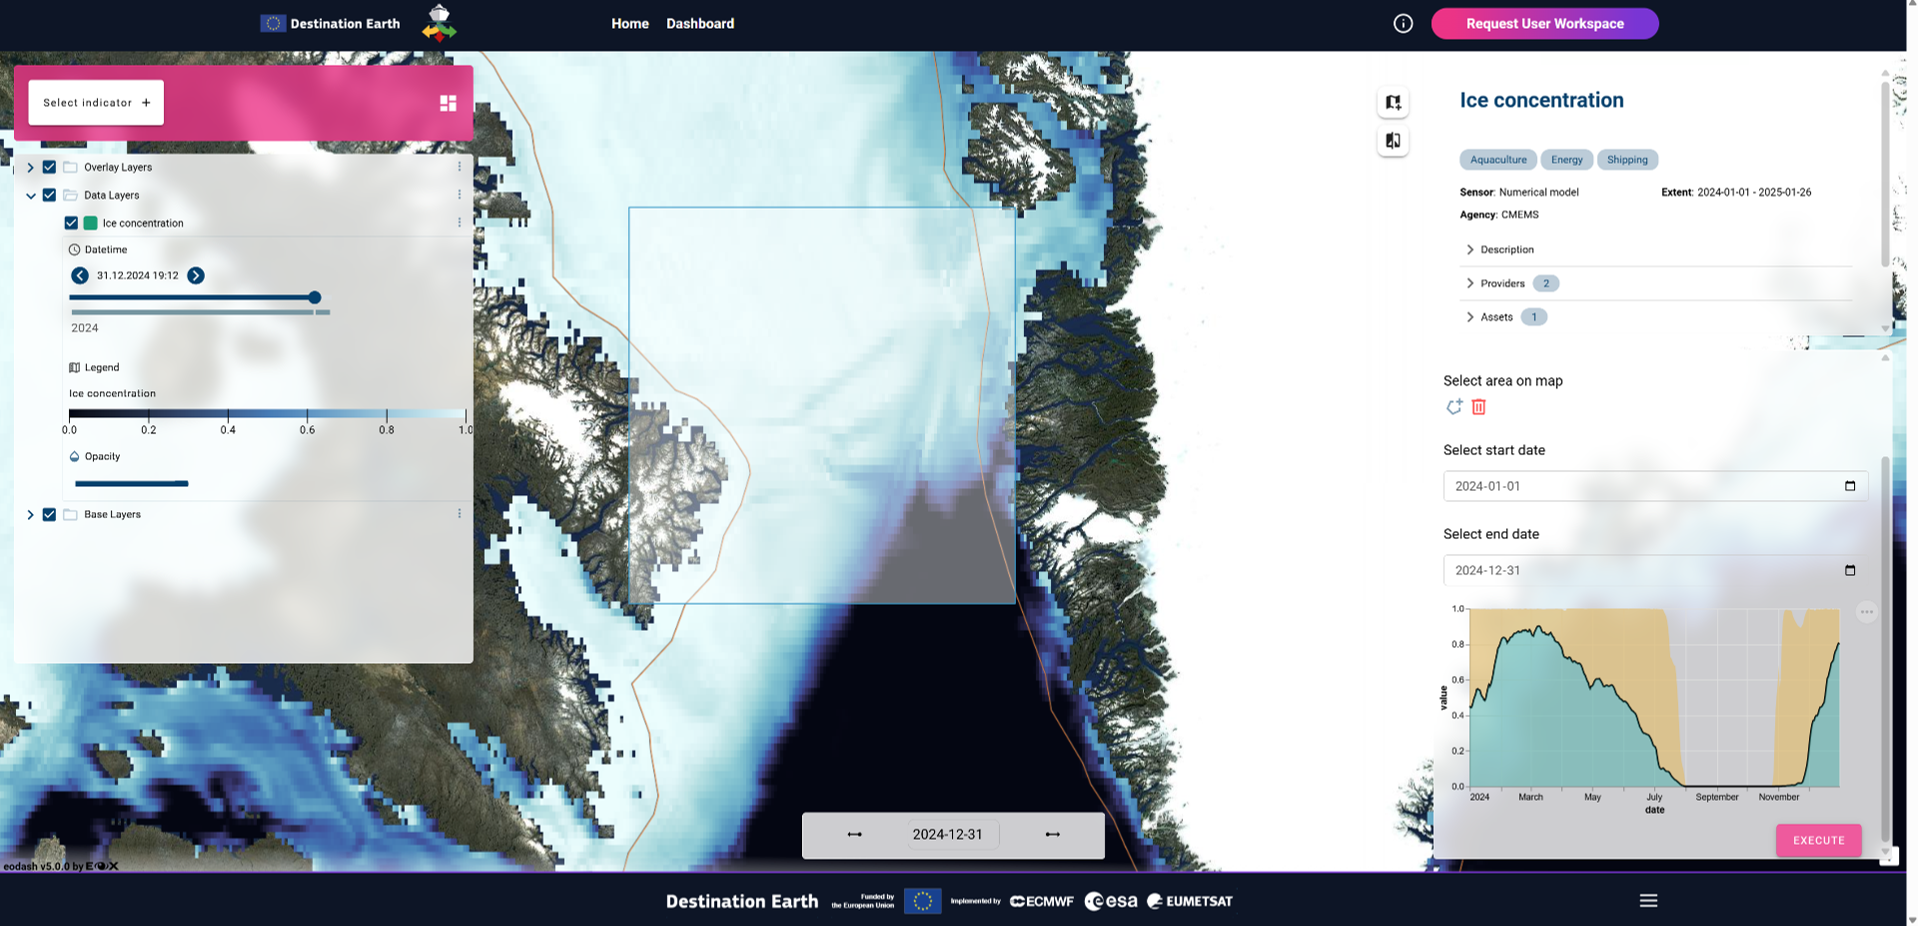 Destination Earth
Home Dashboard
Request User Workspace
Select indicator +
Overlay Layers
Data Layers
Ice concentration
Datetime
31.12.2024 19:12
2024
Legend
Ice concentration
0.0 0.2 0.4 0.6 0.8 1.0
Opacity
Base Layers
eodash v5.0.0 by EOX
2024-12-31
Ice concentration
Aquaculture Energy Shipping
Sensor: Numerical model Extent: 2024-01-01 - 2025-01-26
Agency: CMEMS
Description
Providers 2
Assets 1
Select area on map
Select start date
2024-01-01
Select end date
2024-12-31
1.0
0.8
0.6
0.4
0.2
0.0
value
2024 March May July September November
date
EXECUTE
Destination Earth
Funded by
the European Union
Implemented by
ECMWF
esa
EUMETSAT